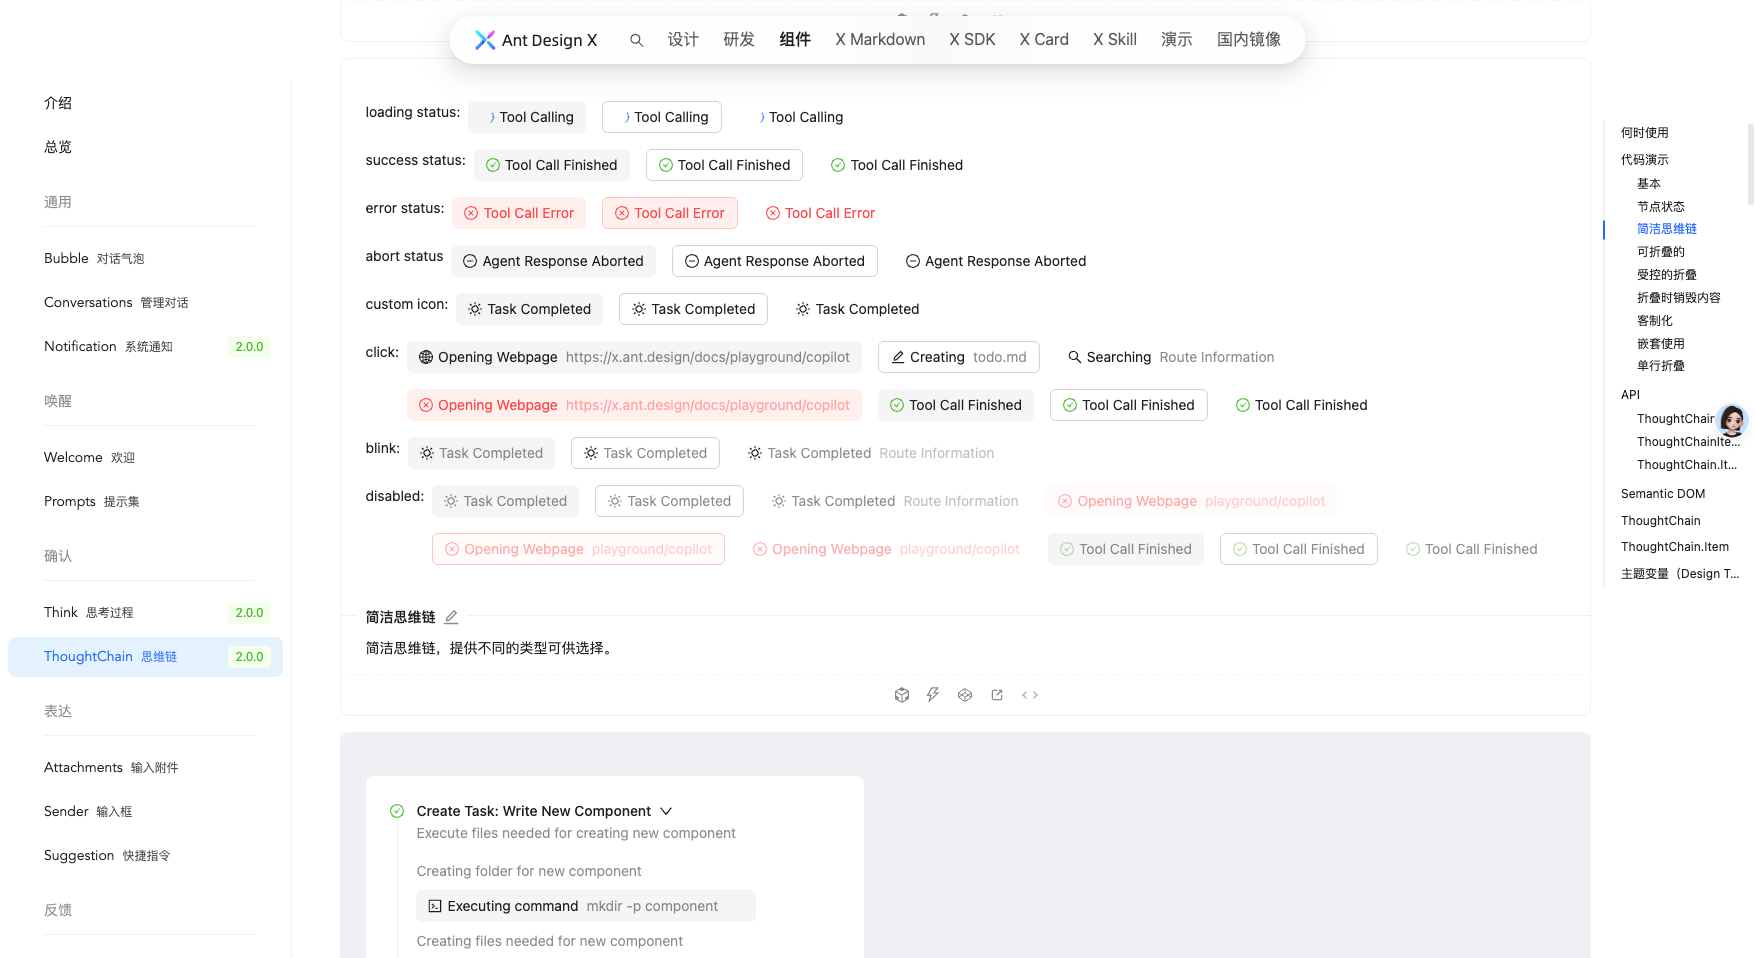 Ant Design X 设计 研发 组件 X Markdown X SDK X Card X Skill 演示 国内镜像
介绍
总览
通用
Bubble 对话气泡
Conversations 管理对话
Notification 系统通知 2.0.0
唤醒
Welcome 欢迎
Prompts 提示集
确认
Think 思考过程 2.0.0
ThoughtChain 思维链 2.0.0
表达
Attachments 输入附件
Sender 输入框
Suggestion 快捷指令
反馈
loading status: Tool Calling Tool Calling Tool Calling
success status: Tool Call Finished Tool Call Finished Tool Call Finished
error status: Tool Call Error Tool Call Error Tool Call Error
abort status Agent Response Aborted Agent Response Aborted Agent Response Aborted
custom icon: Task Completed Task Completed Task Completed
click: Opening Webpage https://x.ant.design/docs/playground/copilot Creating todo.md Searching Route Information
Opening Webpage https://x.ant.design/docs/playground/copilot Tool Call Finished Tool Call Finished Tool Call Finished
blink: Task Completed Task Completed Task Completed Route Information
disabled: Task Completed Task Completed Task Completed Route Information Opening Webpage playground/copilot
Opening Webpage playground/copilot Opening Webpage playground/copilot Tool Call Finished Tool Call Finished Tool Call Finished
简洁思维链
简洁思维链，提供不同的类型可供选择。
Create Task: Write New Component
Execute files needed for creating new component
Creating folder for new component
Executing command mkdir -p component
Creating files needed for new component
何时使用
代码演示
基本
节点状态
简洁思维链
可折叠的
受控的折叠
折叠时销毁内容
客制化
嵌套使用
单行折叠
API
ThoughtChain
ThoughtChainIte...
ThoughtChain.It...
Semantic DOM
ThoughtChain
ThoughtChain.Item
主题变量（Design T...